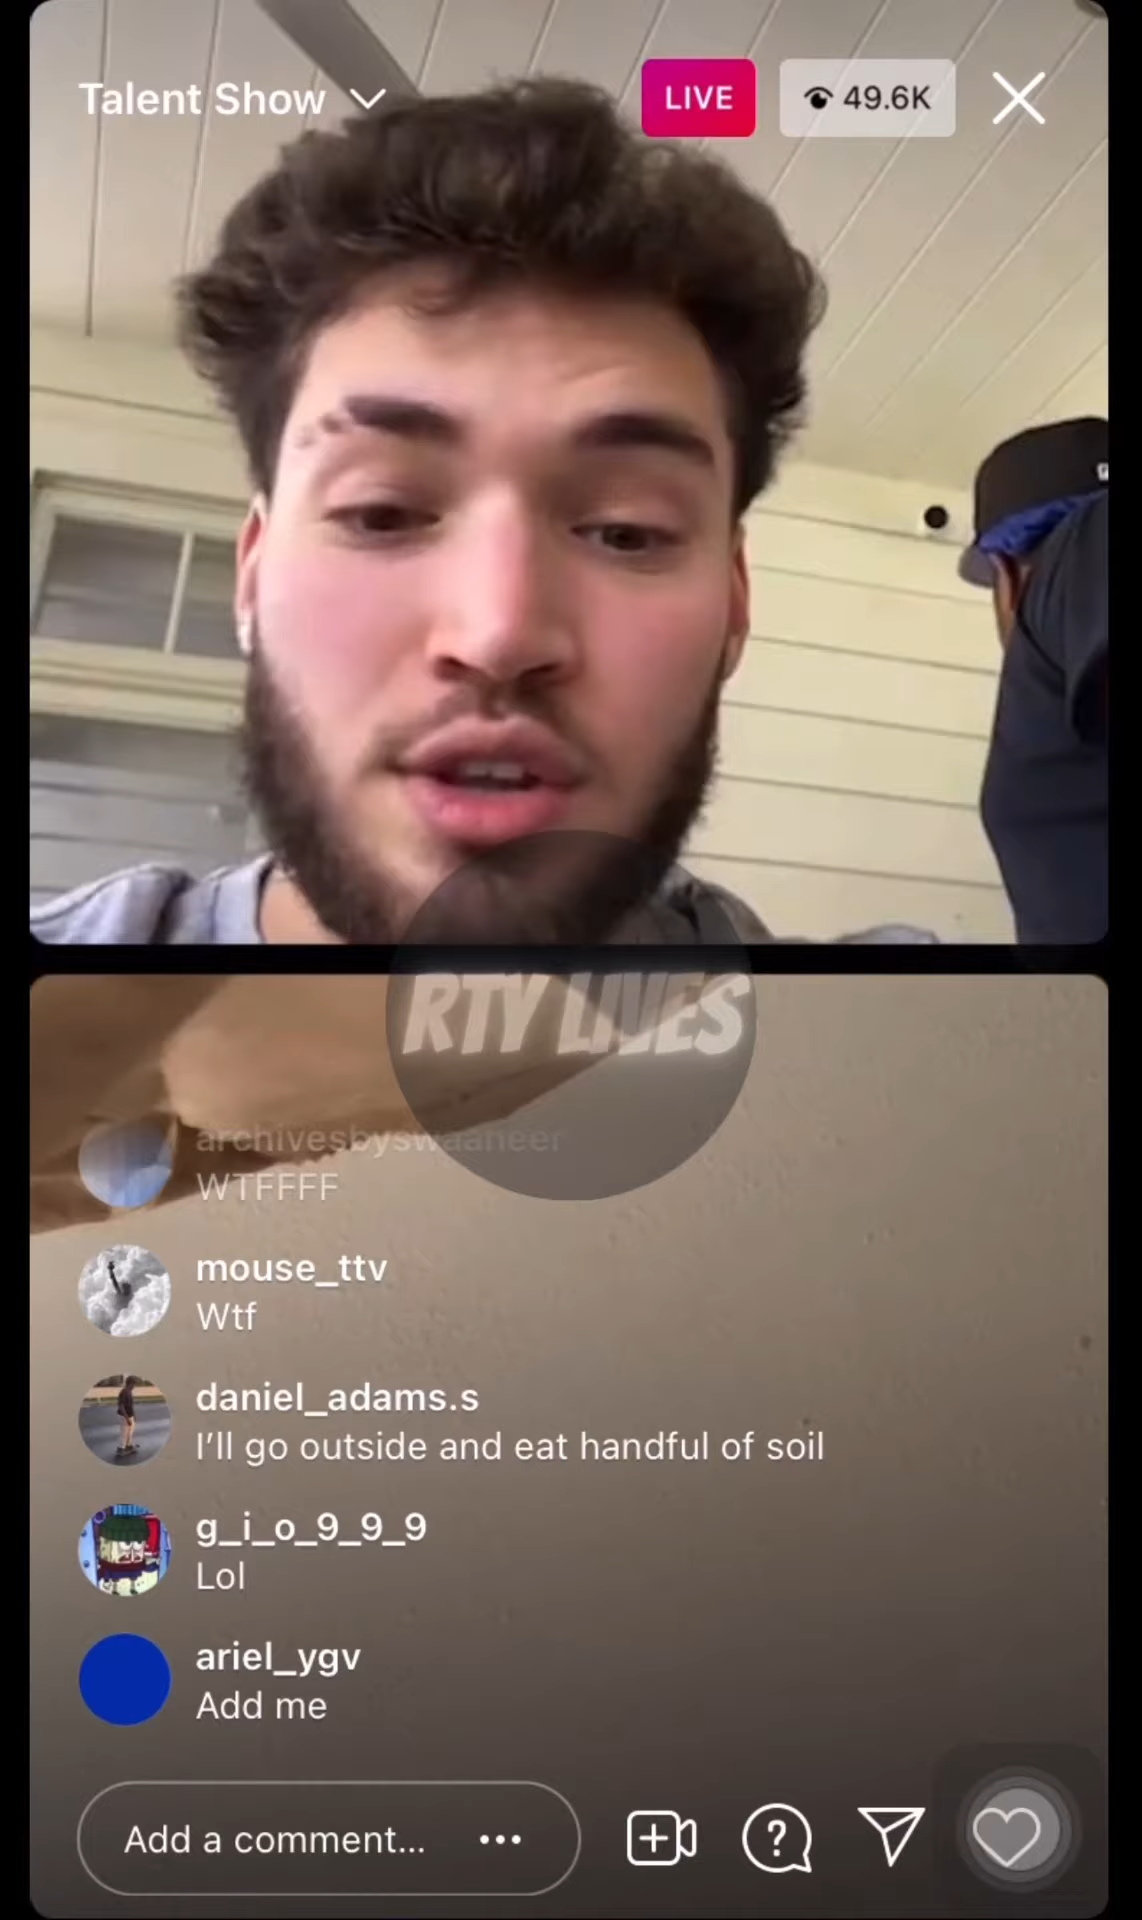 Talent Show
LIVE
49.6K
RTY LIVES
archivesbyswaaneer
WTFFFF
mouse_ttv
Wtf
daniel_adams.s
I’ll go outside and eat handful of soil
g_i_o_9_9_9
Lol
ariel_ygv
Add me
Add a comment...